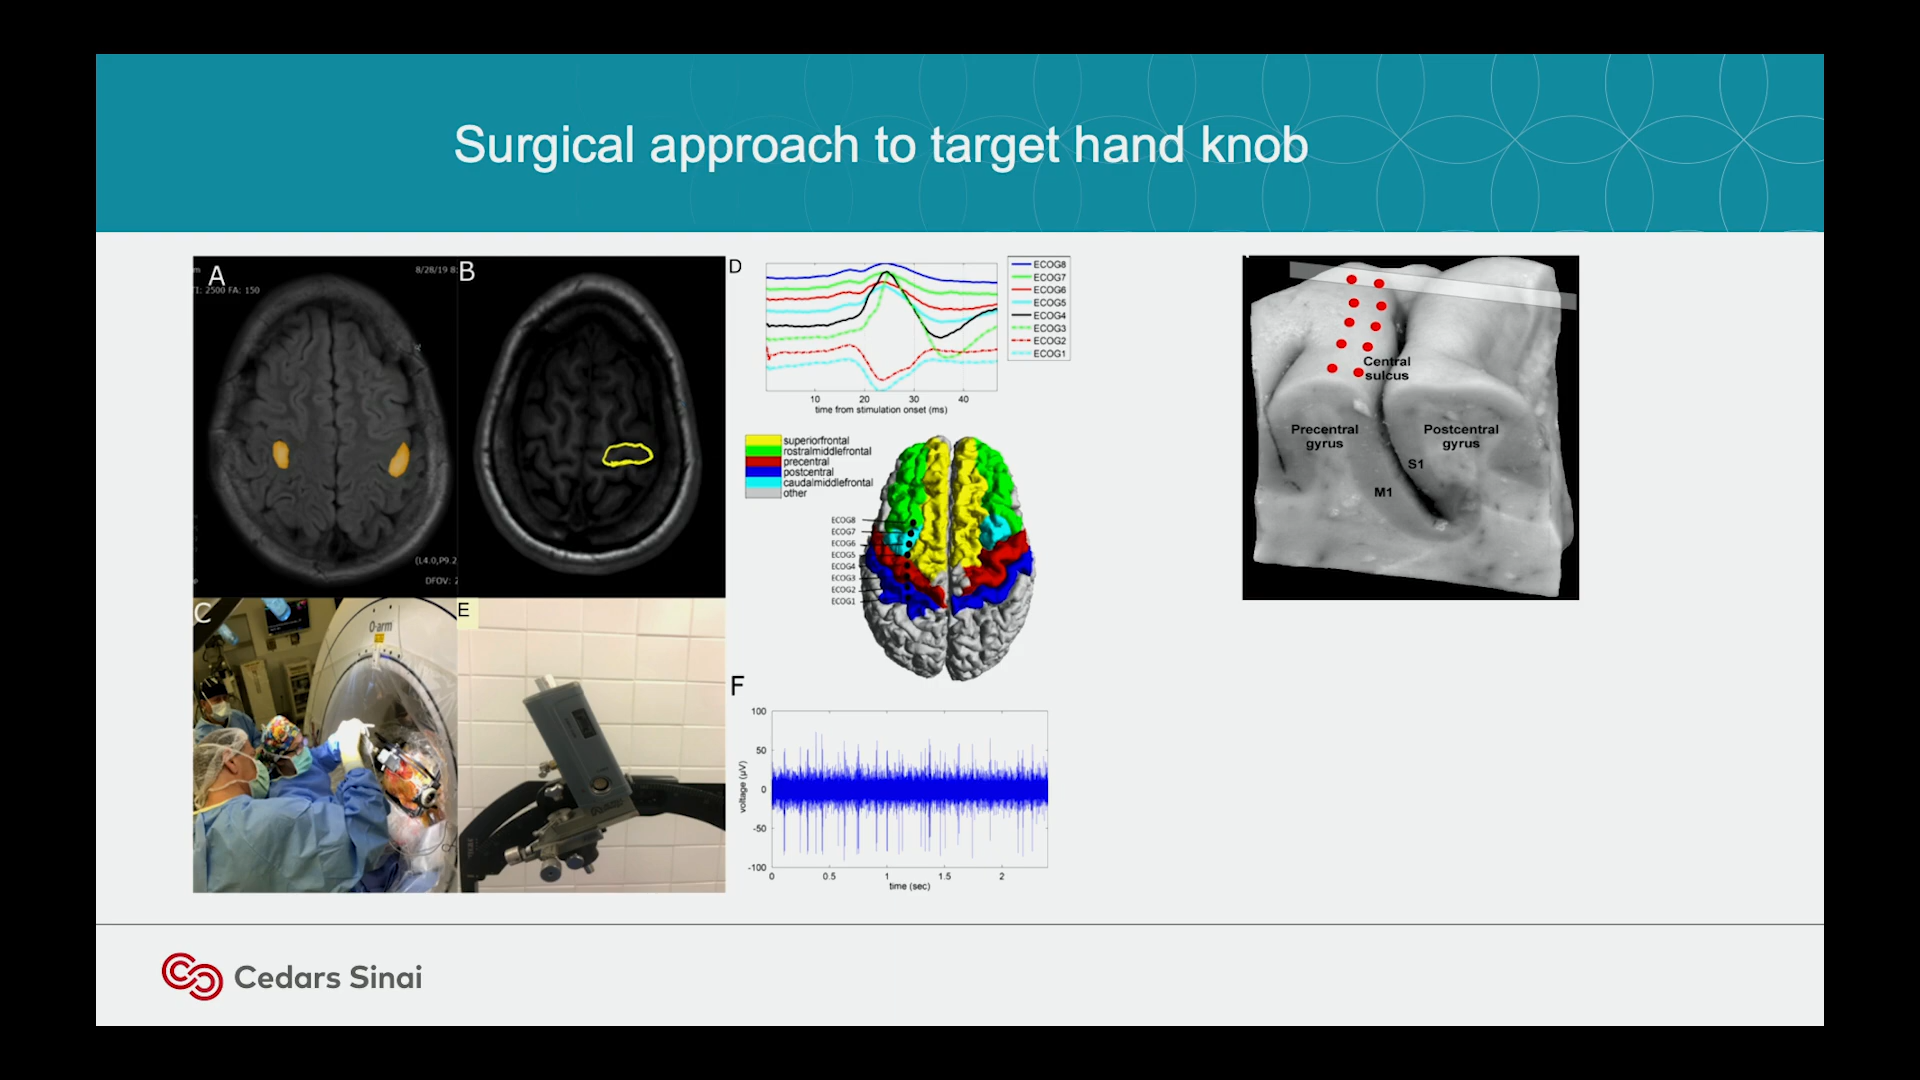 Surgical approach to target hand knob
A
8/28/19 8:
TI: 2500 FA: 150
(L4.0,P9.2
DFOV: 2
B
C
O-arm
E
D
ECOG8
ECOG7
ECOG6
ECOG5
ECOG4
ECOG3
ECOG2
ECOG1
10 20 30 40
time from stimulation onset (ms)
superiorfrontal
rostralmiddlefrontal
precentral
postcentral
caudalmiddlefrontal
other
ECOG8
ECOG7
ECOG6
ECOG5
ECOG4
ECOG3
ECOG2
ECOG1
F
100
50
0
-50
-100
voltage (µV)
0 0.5 1 1.5 2
time (sec)
Central
sulcus
Precentral
gyrus
Postcentral
gyrus
S1
M1
Cedars Sinai